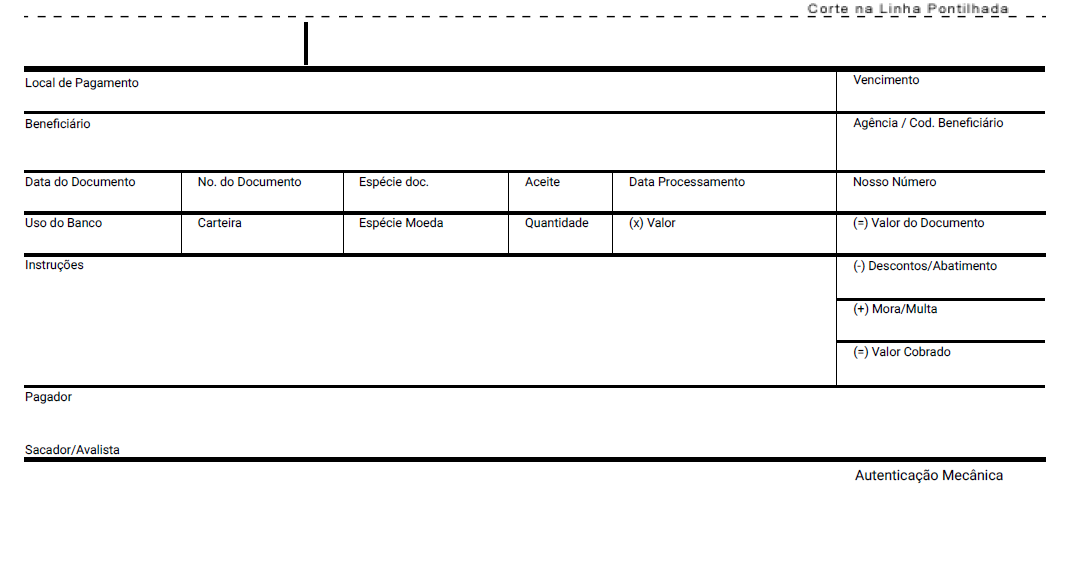 Corte na Linha Pontilhada
Local de Pagamento
Vencimento
Beneficiário
Agência / Cod. Beneficiário
Data do Documento
No. do Documento
Espécie doc.
Aceite
Data Processamento
Nosso Número
Uso do Banco
Carteira
Espécie Moeda
Quantidade
(x) Valor
(=) Valor do Documento
Instruções
(-) Descontos/Abatimento
(+) Mora/Multa
(=) Valor Cobrado
Pagador
Sacador/Avalista
Autenticação Mecânica